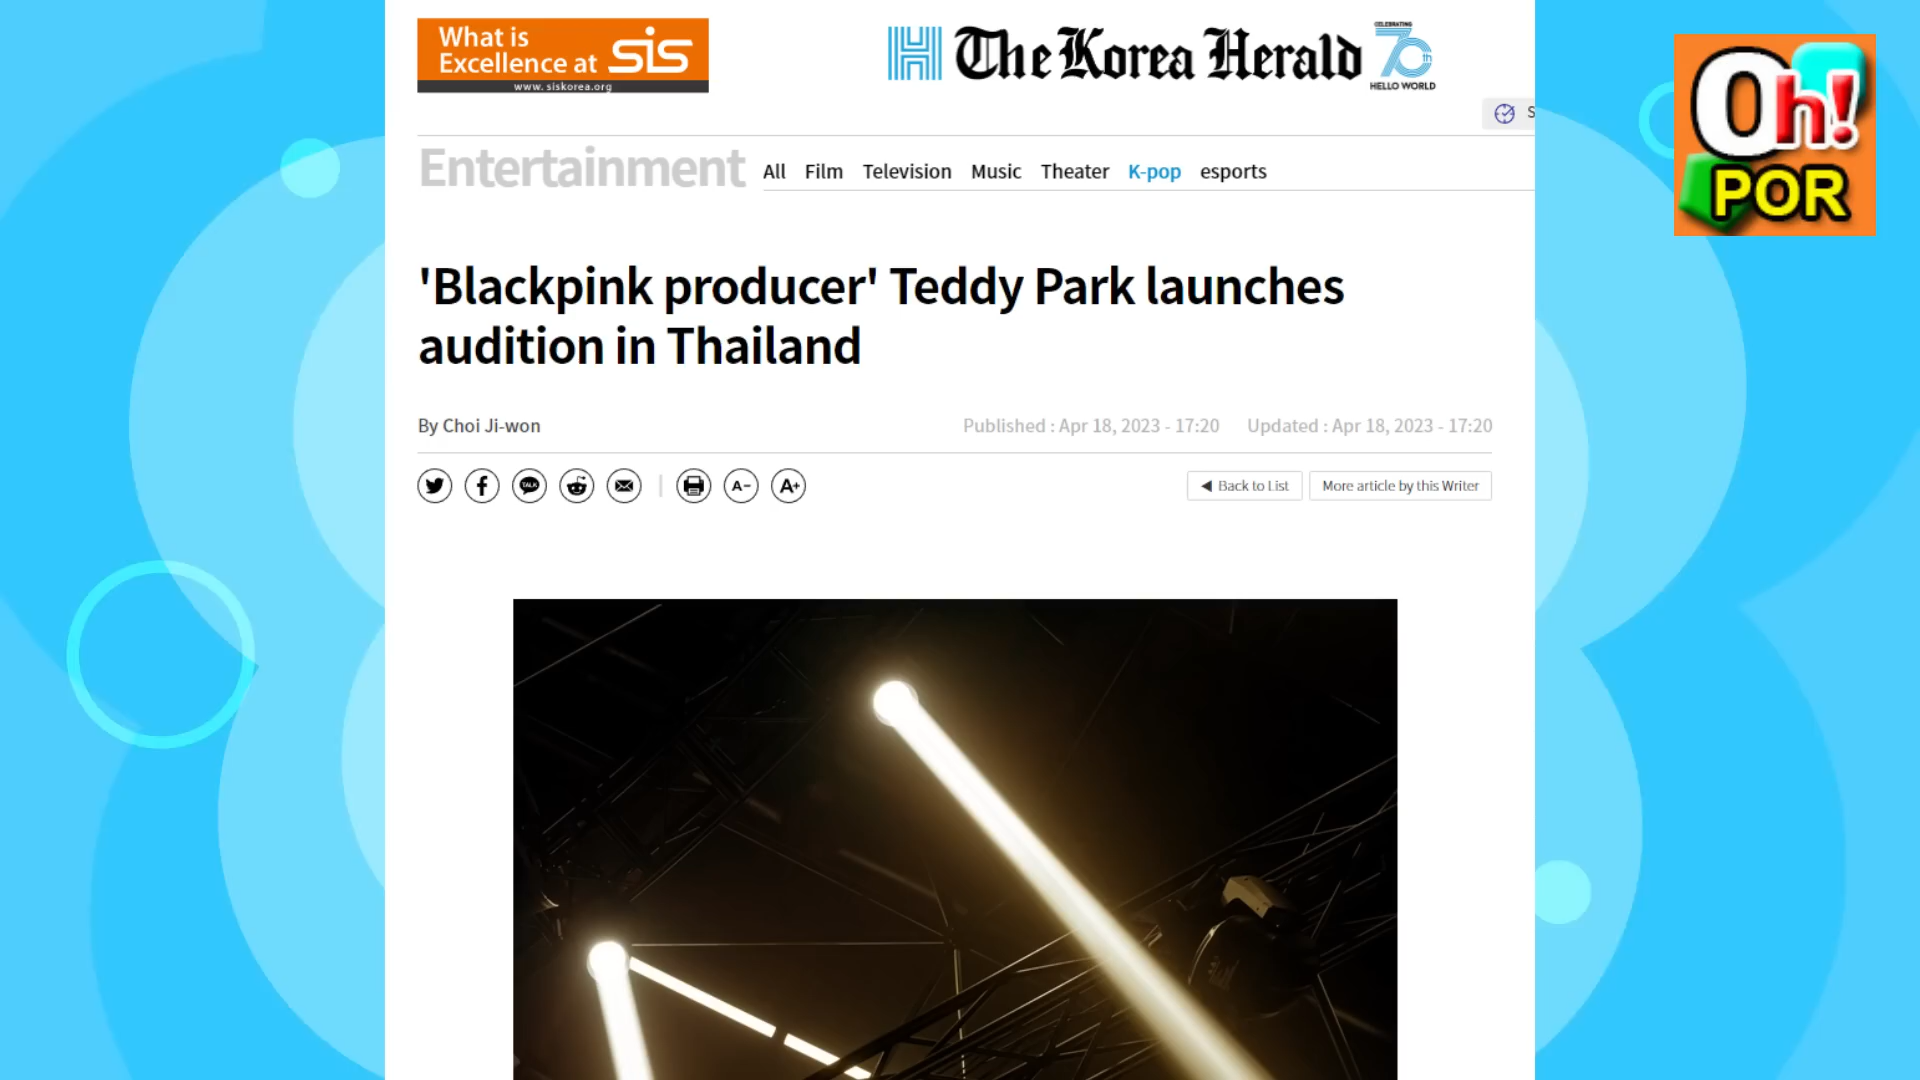 What is
Excellence at sis
www. siskorea.org
The Korea Herald
CELEBRATING
70th
HELLO WORLD
S
Entertainment
All Film Television Music Theater K-pop esports
'Blackpink producer' Teddy Park launches
audition in Thailand
By Choi Ji-won
Published : Apr 18, 2023 - 17:20 Updated : Apr 18, 2023 - 17:20
TALK
A- A+
◀ Back to List
More article by this Writer
Oh!
POR